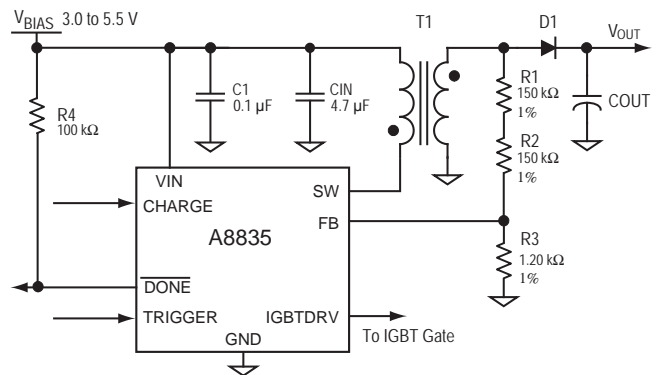 V_BIAS 3.0 to 5.5 V
T1
D1
V_OUT
R4
100 kΩ
C1
0.1 µF
CIN
4.7 µF
R1
150 kΩ
1%
COUT
R2
150 kΩ
1%
VIN
SW
CHARGE
FB
A8835
R3
1.20 kΩ
1%
DONE
TRIGGER
IGBTDRV
To IGBT Gate
GND